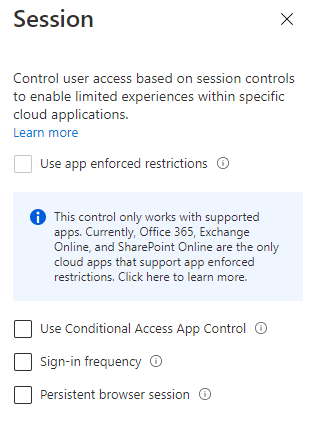 Session
Control user access based on session controls
to enable limited experiences within specific
cloud applications.
Learn more
Use app enforced restrictions
This control only works with supported
apps. Currently, Office 365, Exchange
Online, and SharePoint Online are the only
cloud apps that support app enforced
restrictions. Click here to learn more.
Use Conditional Access App Control
Sign-in frequency
Persistent browser session